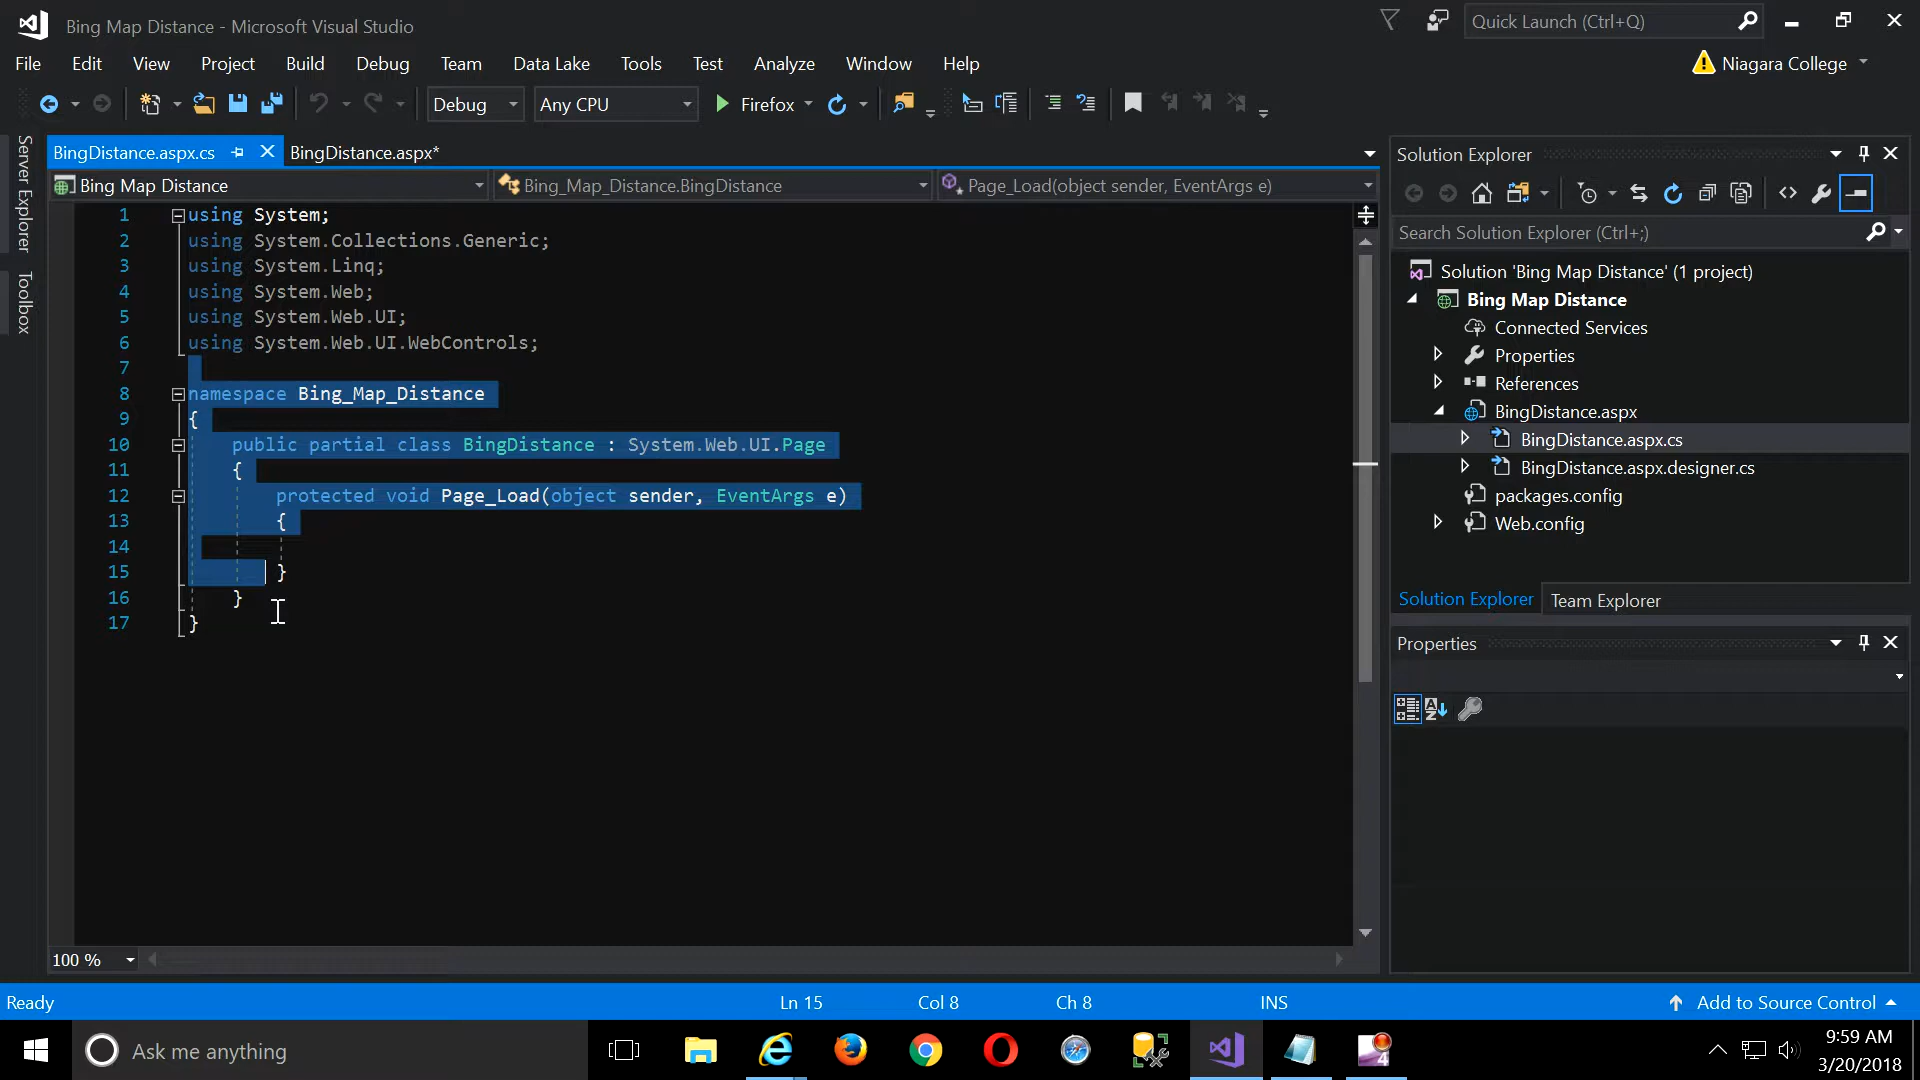 Bing Map Distance - Microsoft Visual Studio
Quick Launch (Ctrl+Q)
File Edit View Project Build Debug Team Data Lake Tools Test Analyze Window Help
Niagara College
Debug Any CPU Firefox
Server Explorer
Toolbox
BingDistance.aspx.cs BingDistance.aspx*
Bing Map Distance Bing_Map_Distance.BingDistance Page_Load(object sender, EventArgs e)
1 using System;
2 using System.Collections.Generic;
3 using System.Linq;
4 using System.Web;
5 using System.Web.UI;
6 using System.Web.UI.WebControls;
7
8 namespace Bing_Map_Distance
9 {
10 public partial class BingDistance : System.Web.UI.Page
11 {
12 protected void Page_Load(object sender, EventArgs e)
13 {
14
15 }
16 }
17 }
100 %
Solution Explorer
Search Solution Explorer (Ctrl+;)
Solution 'Bing Map Distance' (1 project)
Bing Map Distance
Connected Services
Properties
References
BingDistance.aspx
BingDistance.aspx.cs
BingDistance.aspx.designer.cs
packages.config
Web.config
Solution Explorer Team Explorer
Properties
Ready Ln 15 Col 8 Ch 8 INS Add to Source Control
Ask me anything
4
9:59 AM
3/20/2018